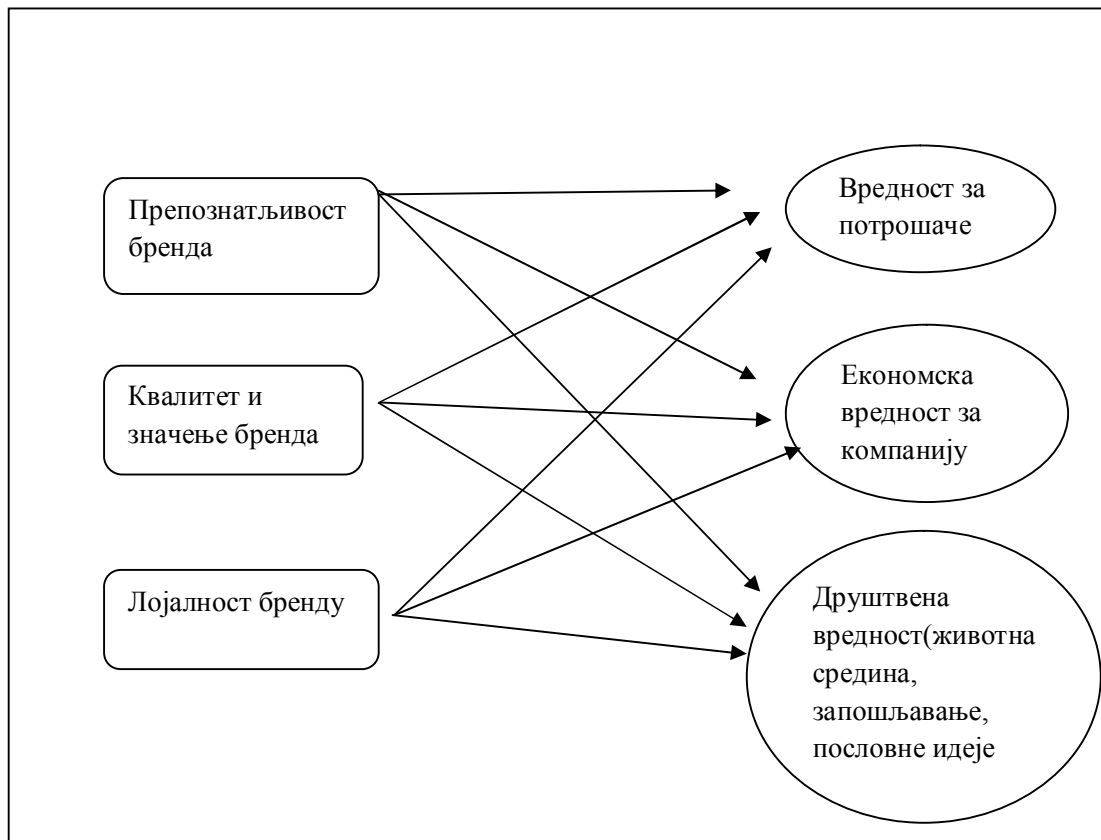 Препознатљивост
бренда
Квалитет и
значење бренда
Лојалност бренду
Вредност за
потрошаче
Економска
вредност за
компанију
Друштвена
вредност(животна
средина,
запошљавање,
пословне идеје